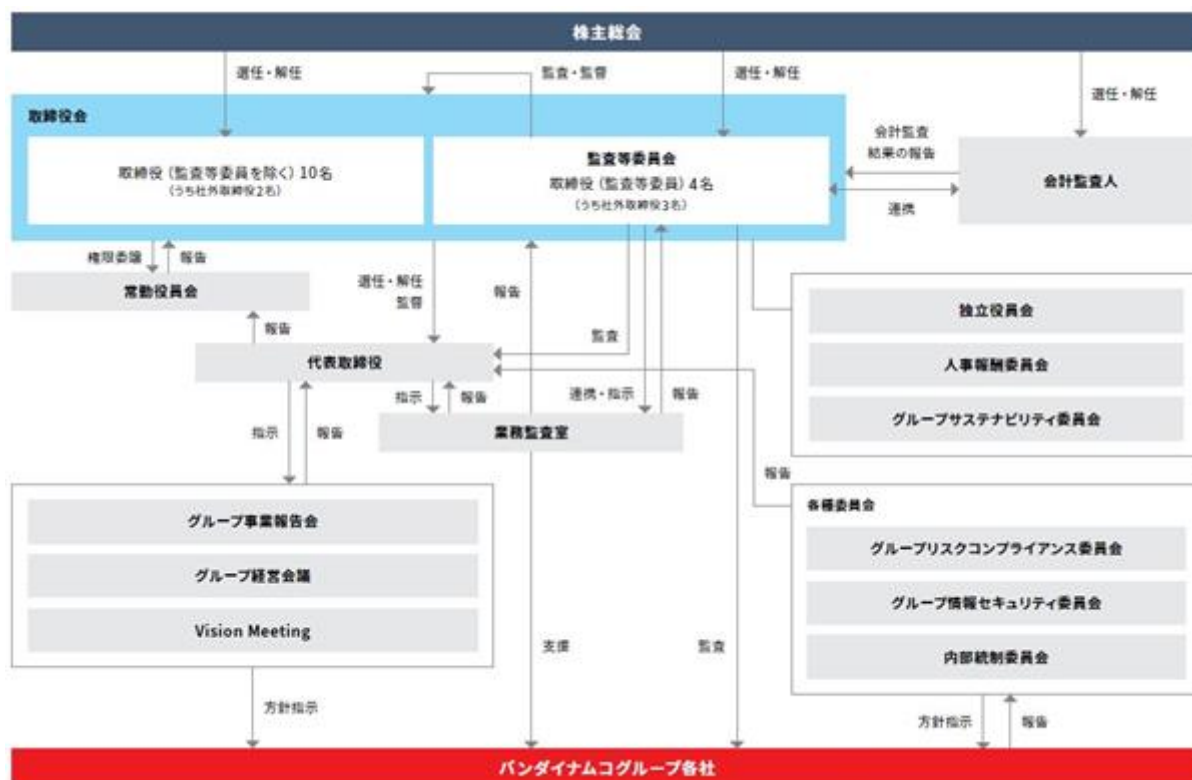 株主総会
選任・解任
監査・監督
選任・解任
選任・解任
取締役会
取締役（監査等委員を除く）10名
（うち社外取締役2名）
監査等委員会
取締役（監査等委員）4名
（うち社外取締役3名）
会計監査
結果の報告
連携
会計監査人
権限委譲
報告
常勤役員会
選任・解任
監督
報告
報告
監査
代表取締役
指示
報告
連携・指示
報告
業務監査室
独立役員会
人事報酬委員会
グループサステナビリティ委員会
指示
報告
報告
グループ事業報告会
グループ経営会議
Vision Meeting
各種委員会
グループリスクコンプライアンス委員会
グループ情報セキュリティ委員会
内部統制委員会
支援
監査
方針指示
方針指示
報告
バンダイナムコグループ各社